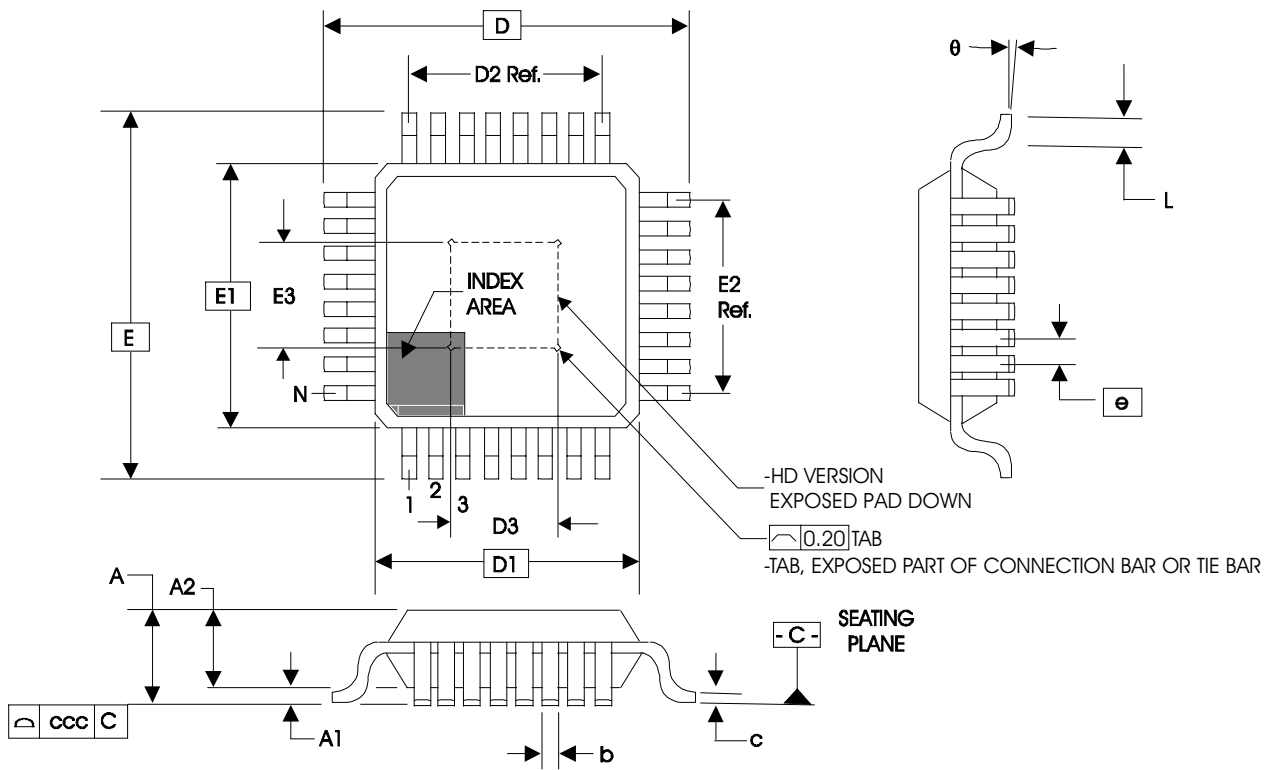 D
θ
D2 Ref.
L
E1
E3
INDEX
AREA
E2
Ref.
E
N
e
1
2
3
-HD VERSION
EXPOSED PAD DOWN
D3
0.20 TAB
-TAB, EXPOSED PART OF CONNECTION BAR OR TIE BAR
D1
A
A2
SEATING
PLANE
- C -
ccc C
A1
b
c